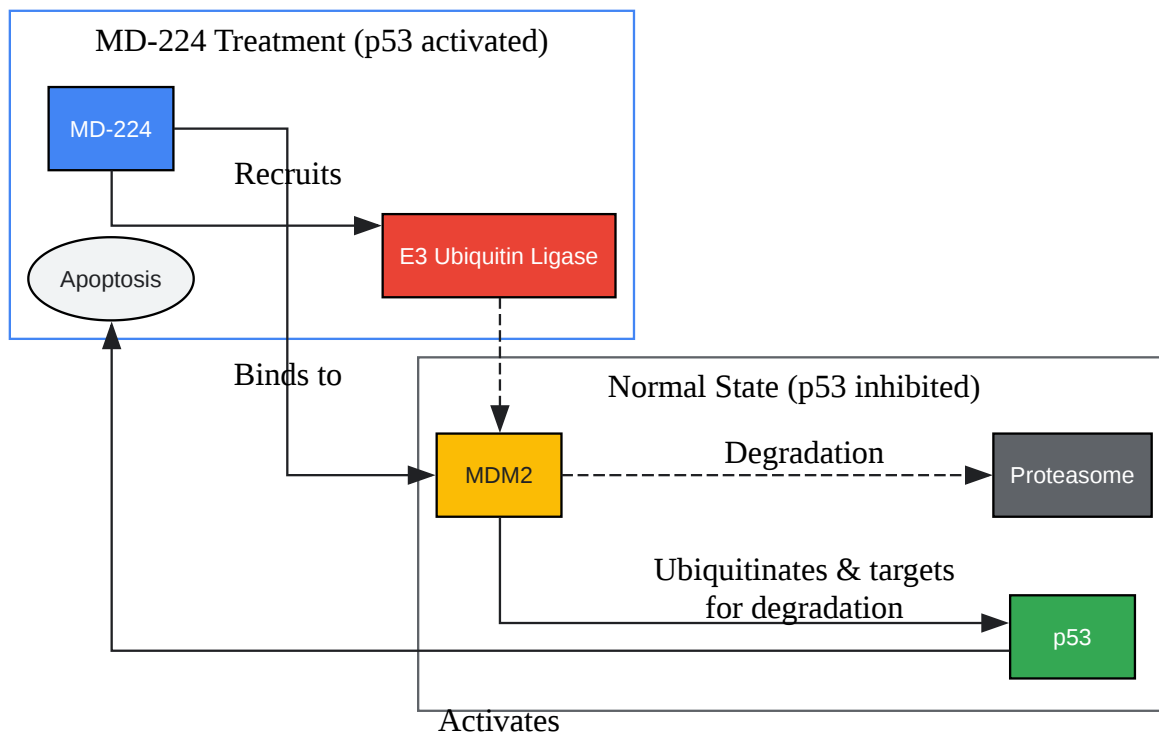 MD-224 Treatment (p53 activated)
MD-224
Recruits
E3 Ubiquitin Ligase
Apoptosis
Binds to
Normal State (p53 inhibited)
Degradation
MDM2
Proteasome
Ubiquitinates & targets
for degradation
p53
Activates